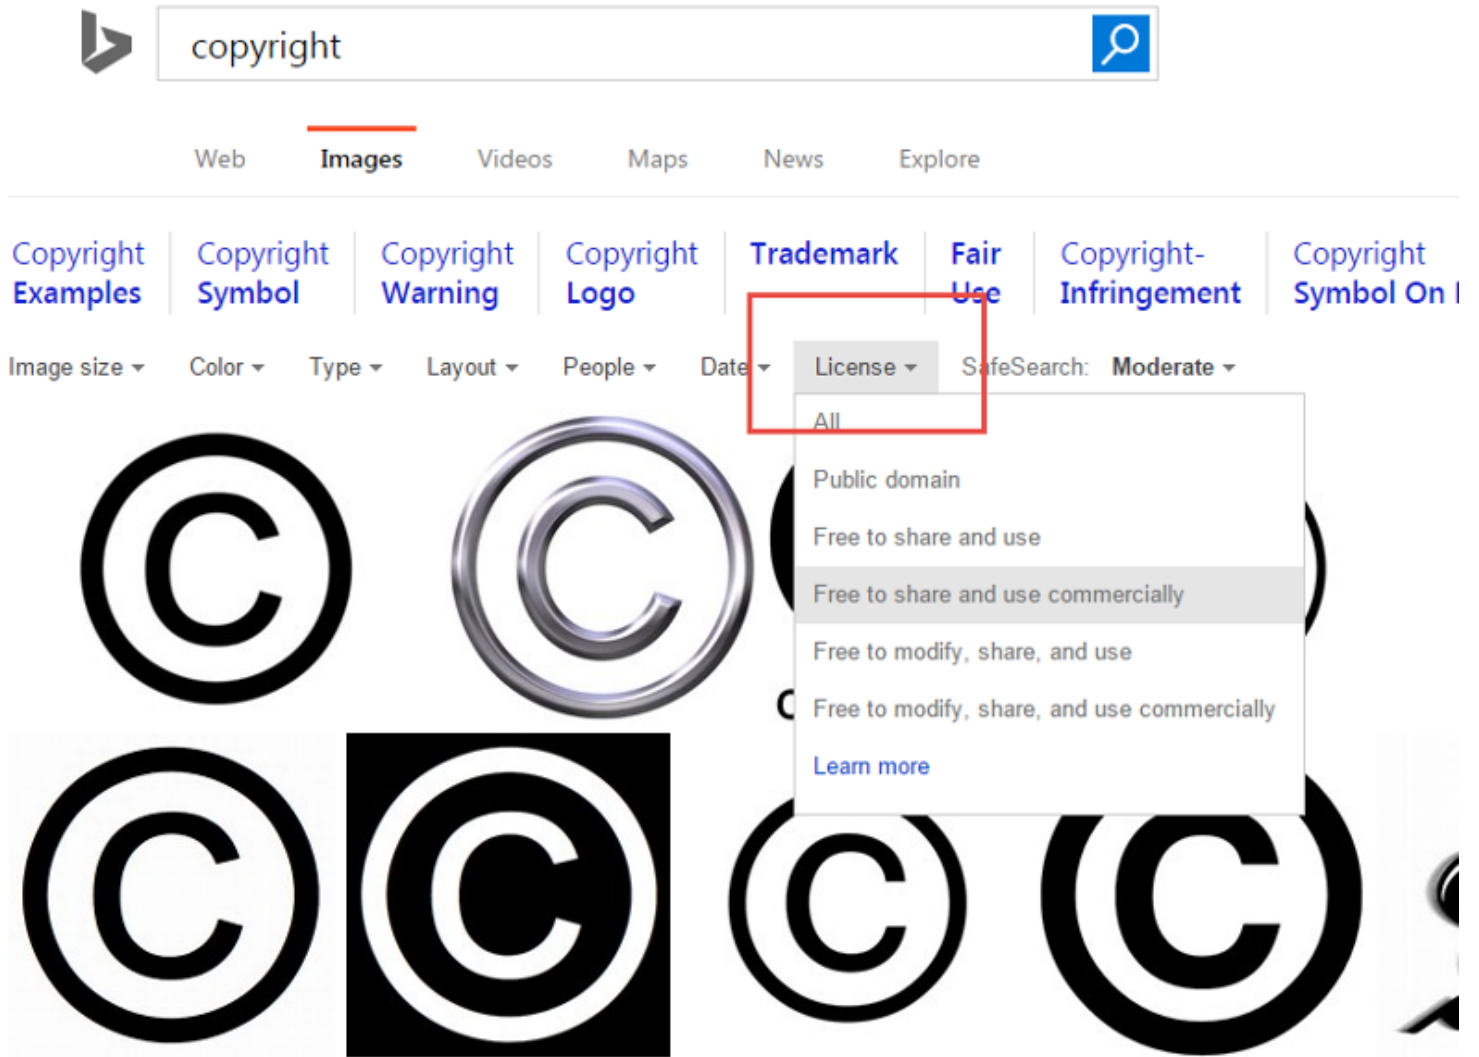 copyright
Web Images Videos Maps News Explore
Copyright Copyright Copyright Copyright Trademark Fair Copyright- Copyright
Examples Symbol Warning Logo Use Infringement Symbol On
Image size Color Type Layout People Date License SafeSearch: Moderate
All
Public domain
Free to share and use
Free to share and use commercially
Free to modify, share, and use
Free to modify, share, and use commercially
Learn more